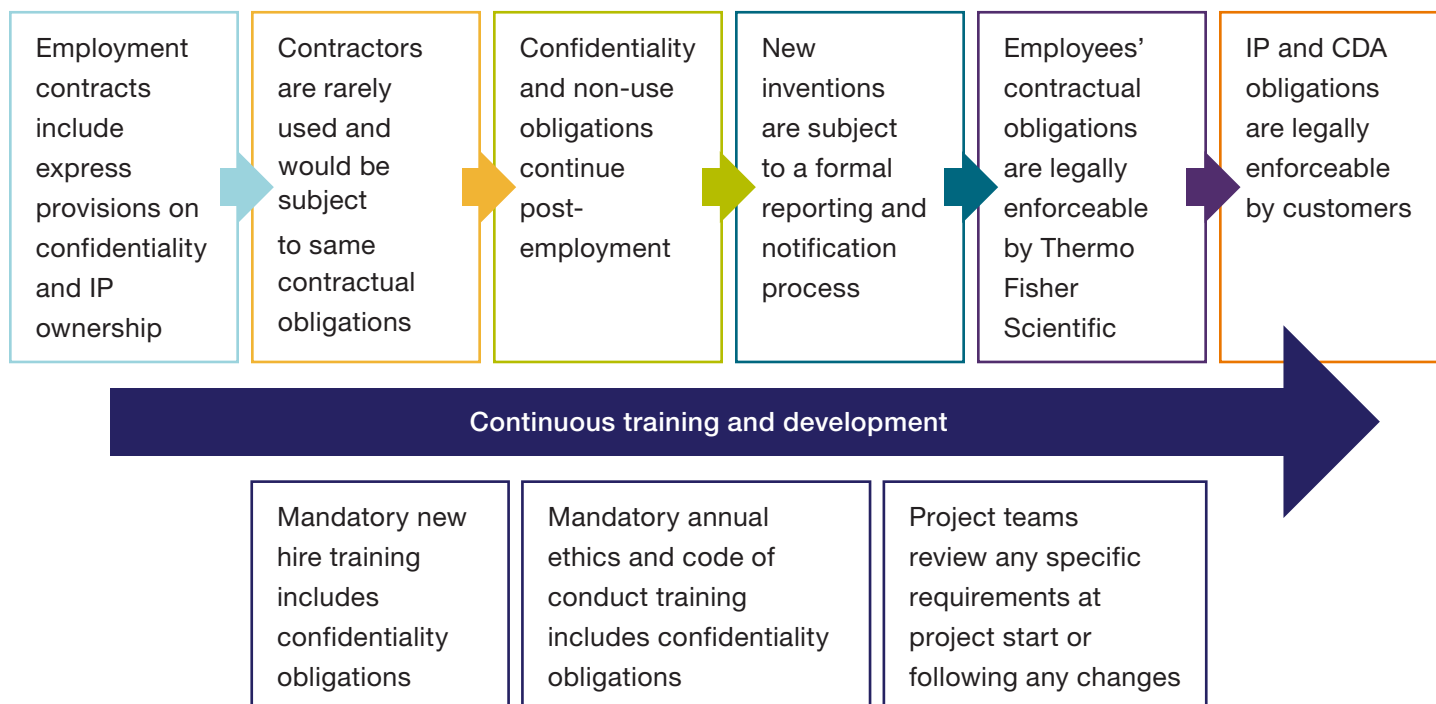 Employment
contracts
include
express
provisions on
confidentiality
and IP
ownership
Contractors
are rarely
used and
would be
subject
to same
contractual
obligations
Confidentiality
and non-use
obligations
continue
post-
employment
New
inventions
are subject
to a formal
reporting and
notification
process
Employees’
contractual
obligations
are legally
enforceable
by Thermo
Fisher
Scientific
IP and CDA
obligations
are legally
enforceable
by customers
Continuous training and development
Mandatory new
hire training
includes
confidentiality
obligations
Mandatory annual
ethics and code of
conduct training
includes confidentiality
obligations
Project teams
review any specific
requirements at
project start or
following any changes